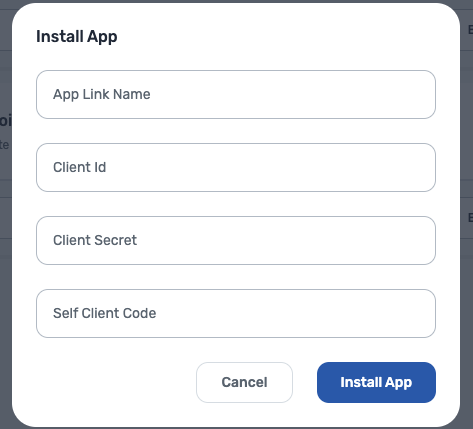 Install App
App Link Name
Client Id
Client Secret
Self Client Code
Cancel
Install App